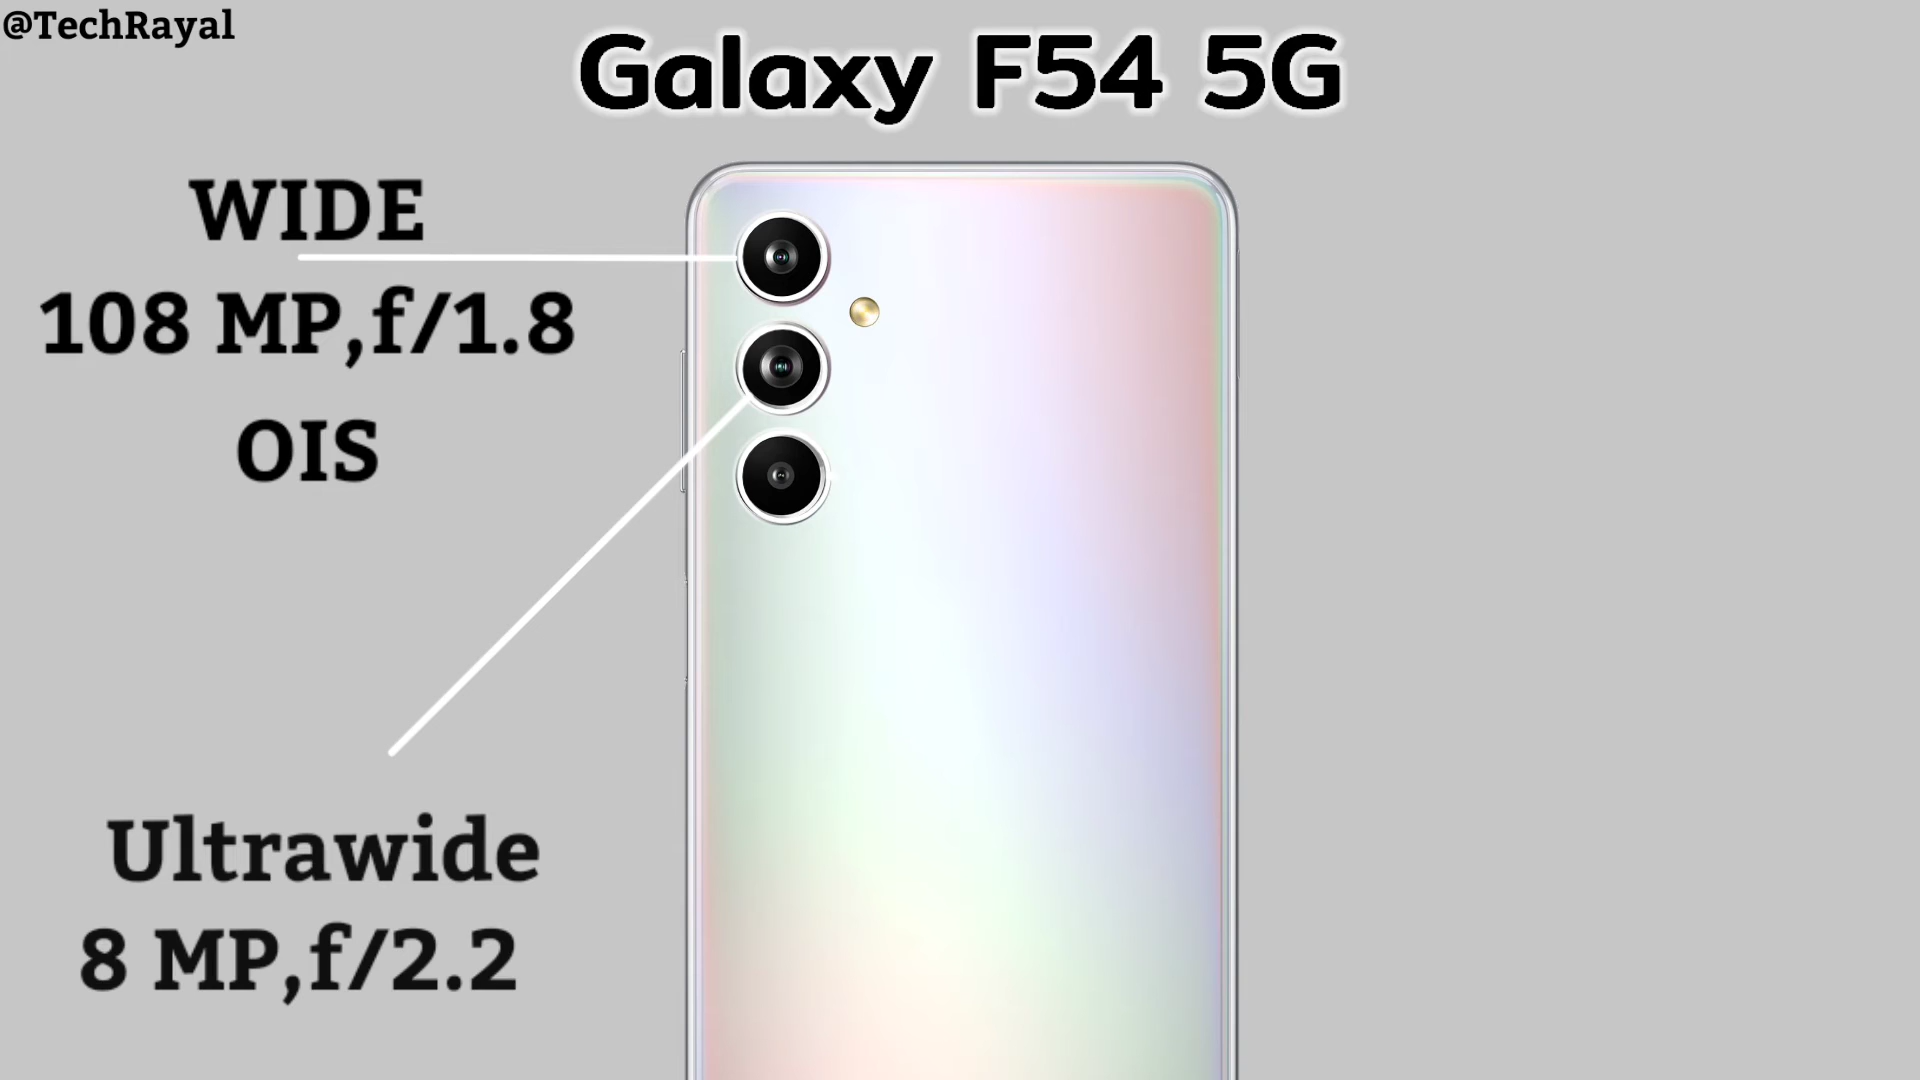 @TechRayal
Galaxy F54 5G
WIDE
108 MP,f/1.8
OIS
Ultrawide
8 MP,f/2.2